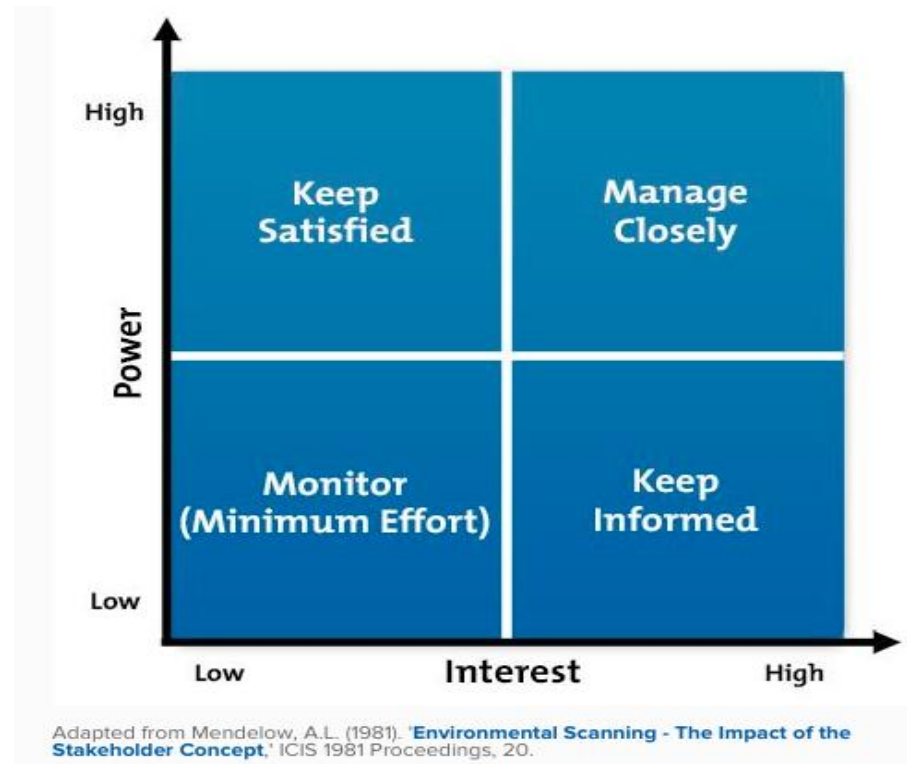 High
Keep
Satisfied
Manage
Closely
Power
Monitor
(Minimum Effort)
Keep
Informed
Low
Low
Interest
High
Adapted from Mendelow, A.L. (1981). 'Environmental Scanning - The Impact of the
Stakeholder Concept,' ICIS 1981 Proceedings, 20.